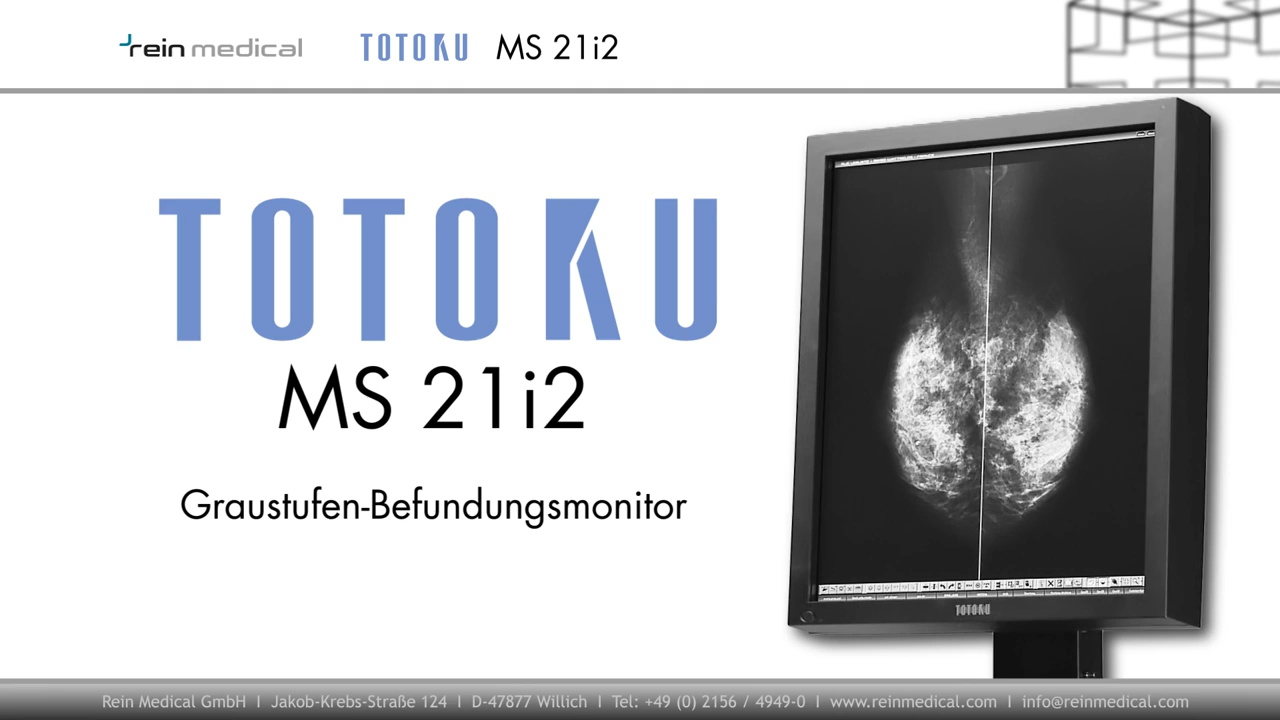 rein medical TOTOKU MS 21i2
TOTOKU
MS 21i2
Graustufen-Befundungsmonitor
TOTOKU
Rein Medical GmbH | Jakob-Krebs-Straße 124 | D-47877 Willich | Tel: +49 (0) 2156 / 4949-0 | www.reinmedical.com | info@reinmedical.com